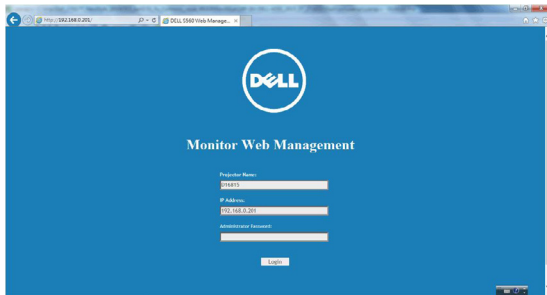 http://192.168.0.201/
DELL S560 Web Manage...
DELL
Monitor Web Management
Projector Name:
D16815
IP Address:
192.168.0.201
Administrator Password:
Login